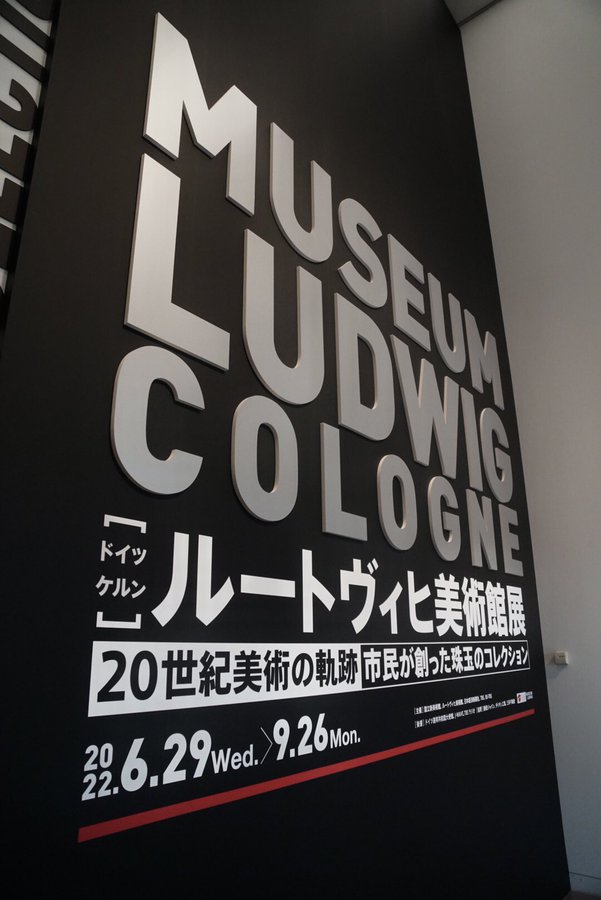 MUSEUM
LUDWIG
COLOGNE
[ドイツ
ケルン]
ルートヴィヒ美術館展
20世紀美術の軌跡 市民が創った珠玉のコレクション
2022.6.29Wed.>9.26Mon.